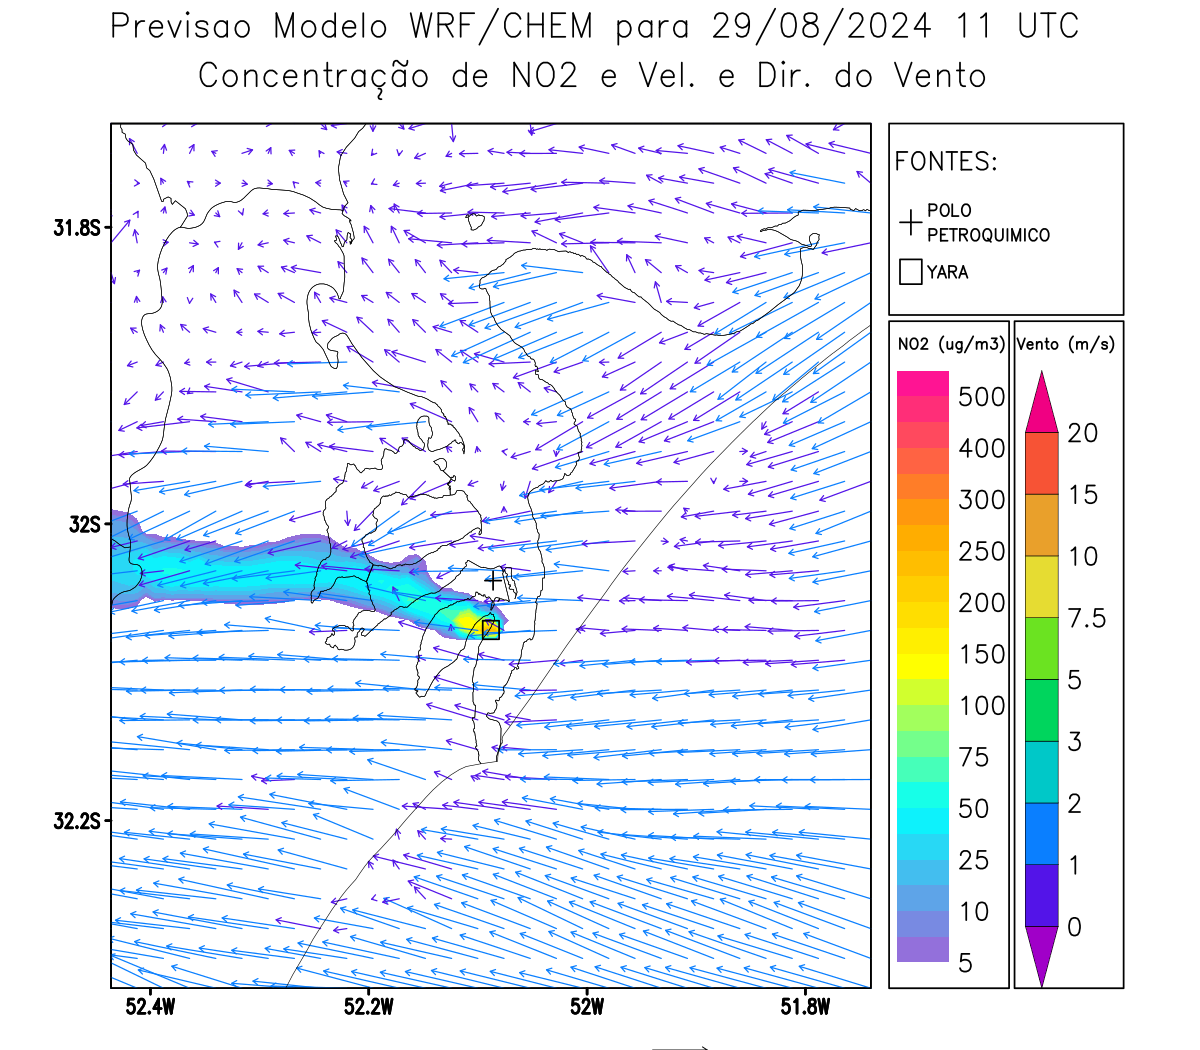 Previsao Modelo WRF/CHEM para 29/08/2024 11 UTC
Concentração de NO2 e Vel. e Dir. do Vento
FONTES:
POLO
PETROQUIMICO
YARA
31.8S
32S
32.2S
52.4W
52.2W
52W
51.8W
NO2 (ug/m3)
500
400
300
250
200
150
100
75
50
25
10
5
Vento (m/s)
20
15
10
7.5
5
3
2
1
0